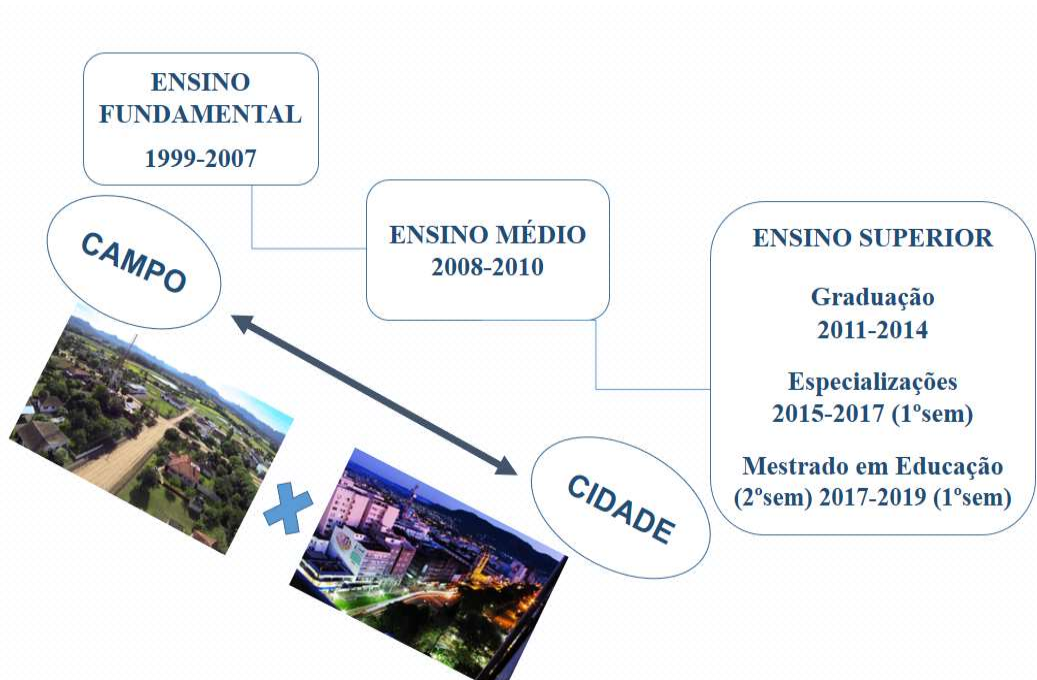 ENSINO
FUNDAMENTAL
1999-2007
CAMPO
ENSINO MÉDIO
2008-2010
ENSINO SUPERIOR
Graduação
2011-2014
Especializações
2015-2017 (1ºsem)
Mestrado em Educação
(2ºsem) 2017-2019 (1ºsem)
CIDADE